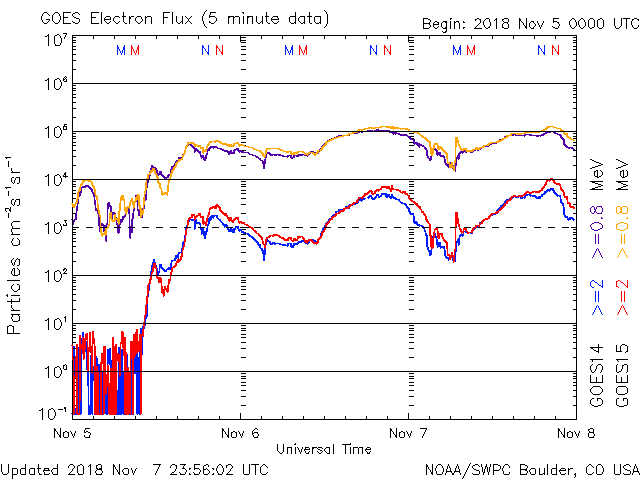 GOES Electron Flux (5 minute data)
Begin: 2018 Nov 5 0000 UTC
M M N N M M N N M M N N
10⁷
10⁶
10⁵
10⁴
10³
10²
10¹
10⁰
10⁻¹
Particles cm⁻²s⁻¹sr⁻¹
Nov 5 Nov 6 Nov 7 Nov 8
Universal Time
GOES14 >=2 >=0.8 MeV
GOES15 >=2 >=0.8 MeV
Updated 2018 Nov 7 23:56:02 UTC
NOAA/SWPC Boulder, CO USA